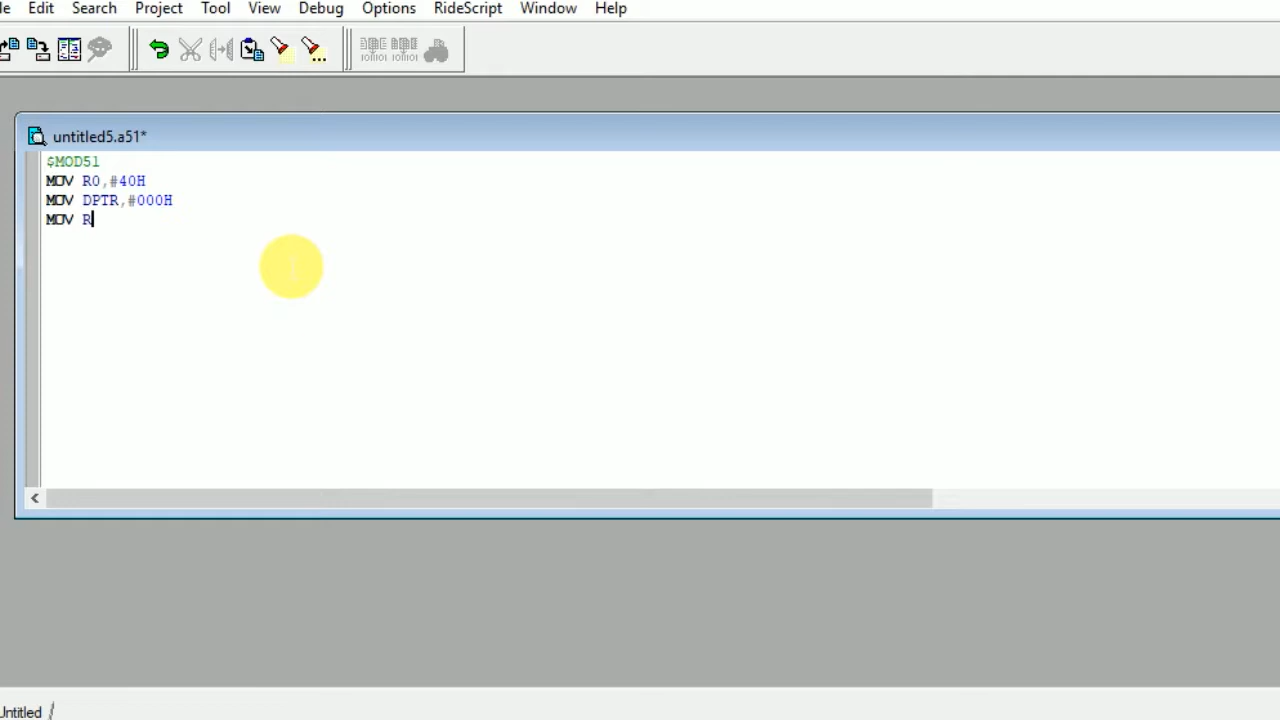 le Edit Search Project Tool View Debug Options RideScript Window Help
untitled5.a51*
$MOD51
MOV R0,#40H
MOV DPTR,#000H
MOV R
Untitled